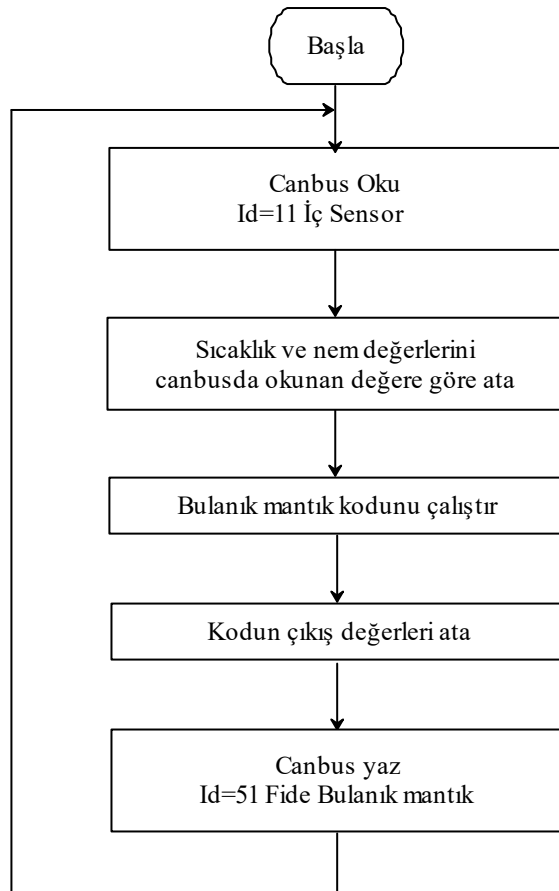 Başla
Canbus Oku
Id=11 İç Sensor
Sıcaklık ve nem değerlerini
canbusda okunan değere göre ata
Bulanık mantık kodunu çalıştır
Kodun çıkış değerleri ata
Canbus yaz
Id=51 Fide Bulanık mantık